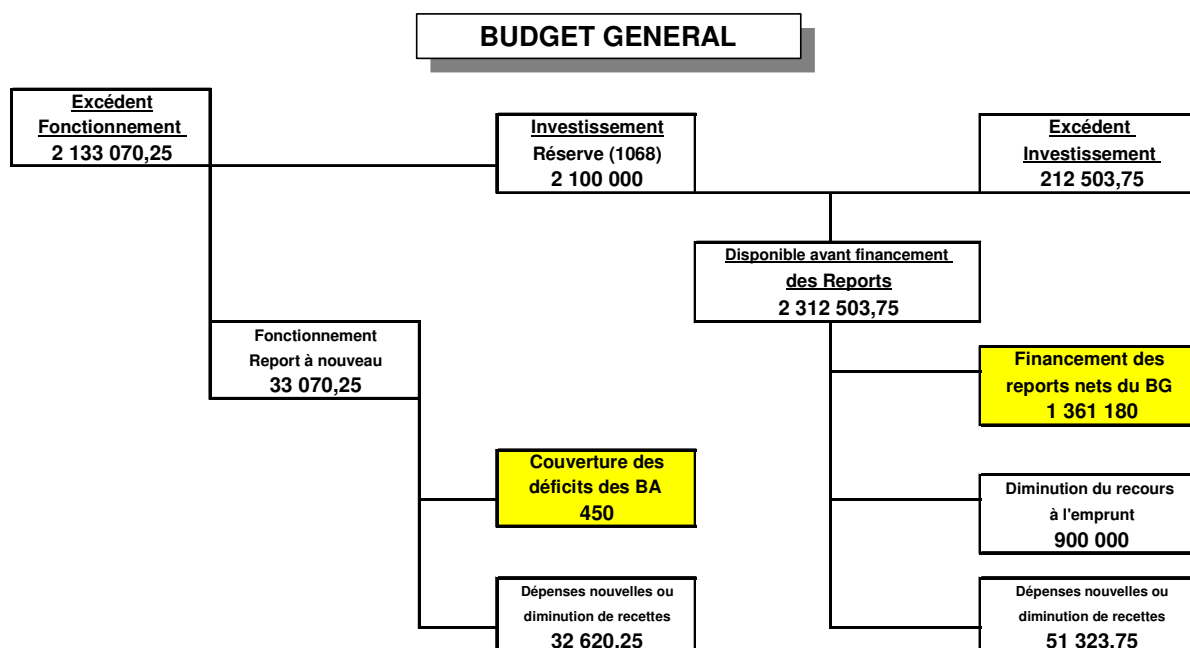 BUDGET GENERAL
Excédent
Fonctionnement
2 133 070,25
Investissement
Réserve (1068)
2 100 000
Excédent
Investissement
212 503,75
Disponible avant financement
des Reports
2 312 503,75
Fonctionnement
Report à nouveau
33 070,25
Financement des
reports nets du BG
1 361 180
Couverture des
déficits des BA
450
Diminution du recours
à l'emprunt
900 000
Dépenses nouvelles ou
diminution de recettes
32 620,25
Dépenses nouvelles ou
diminution de recettes
51 323,75